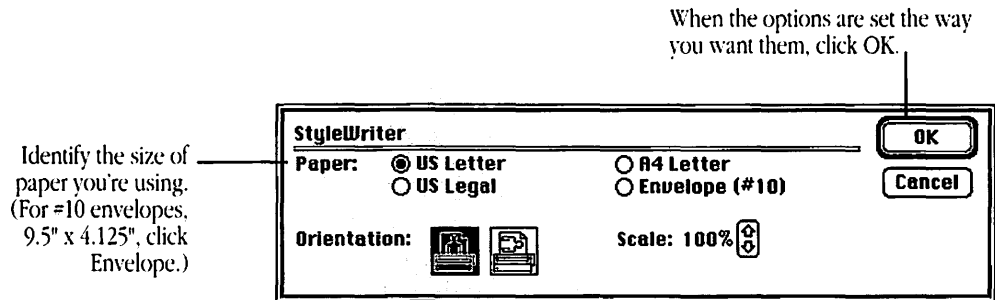 When the options are set the way
you want them, click OK.
StyleWriter
OK
Identify the size of
paper you're using.
(For #10 envelopes,
9.5" x 4.125", click
Envelope.)
Paper: US Letter A4 Letter
US Legal Envelope (#10)
Cancel
Orientation: Scale: 100%